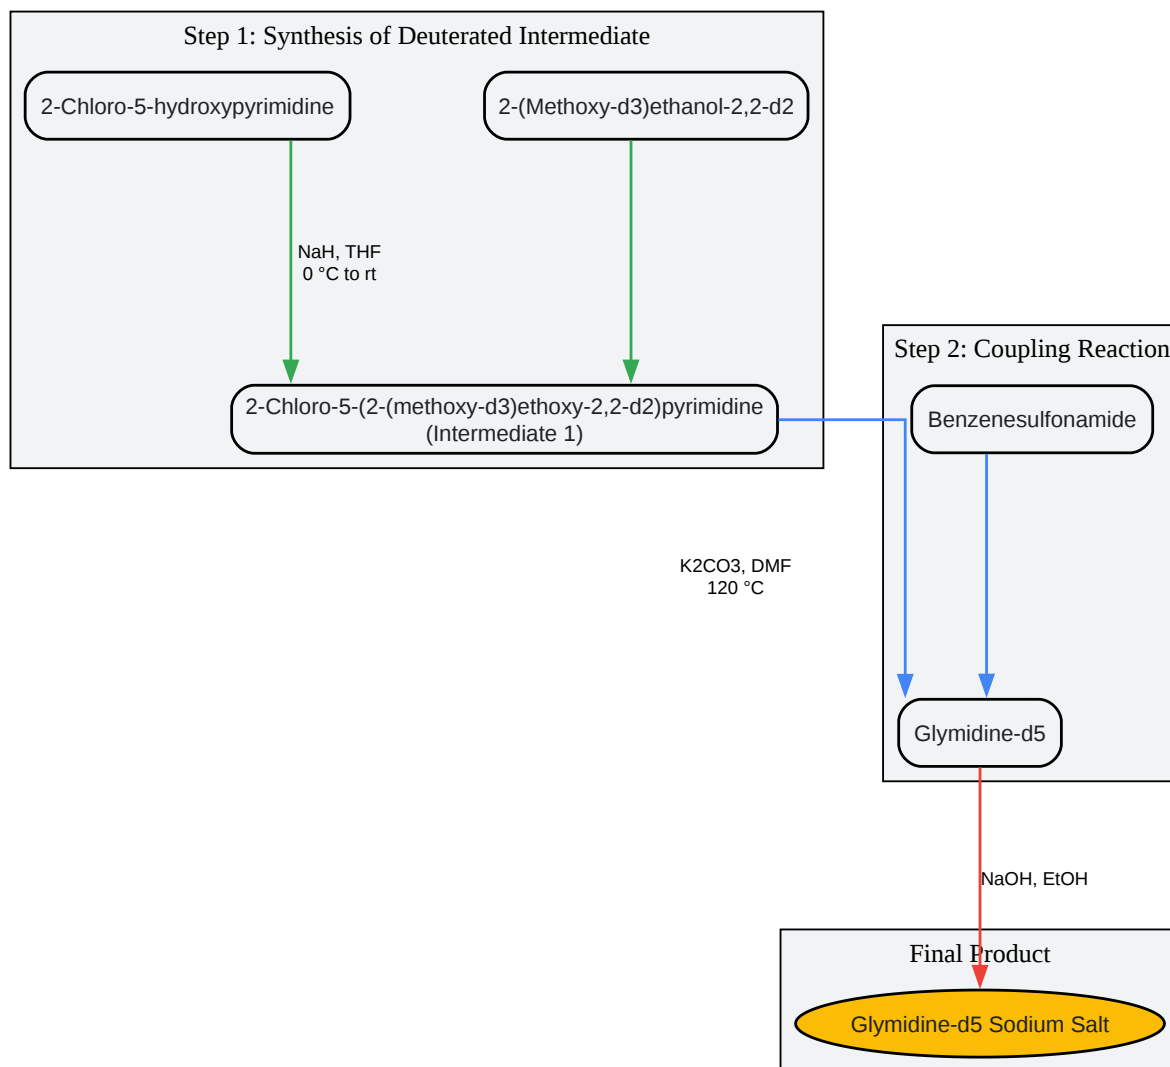 Step 1: Synthesis of Deuterated Intermediate
2-Chloro-5-hydroxypyrimidine
2-(Methoxy-d3)ethanol-2,2-d2
NaH, THF
0 °C to rt
2-Chloro-5-(2-(methoxy-d3)ethoxy-2,2-d2)pyrimidine
(Intermediate 1)
Step 2: Coupling Reaction
Benzenesulfonamide
K2CO3, DMF
120 °C
Glymidine-d5
NaOH, EtOH
Final Product
Glymidine-d5 Sodium Salt